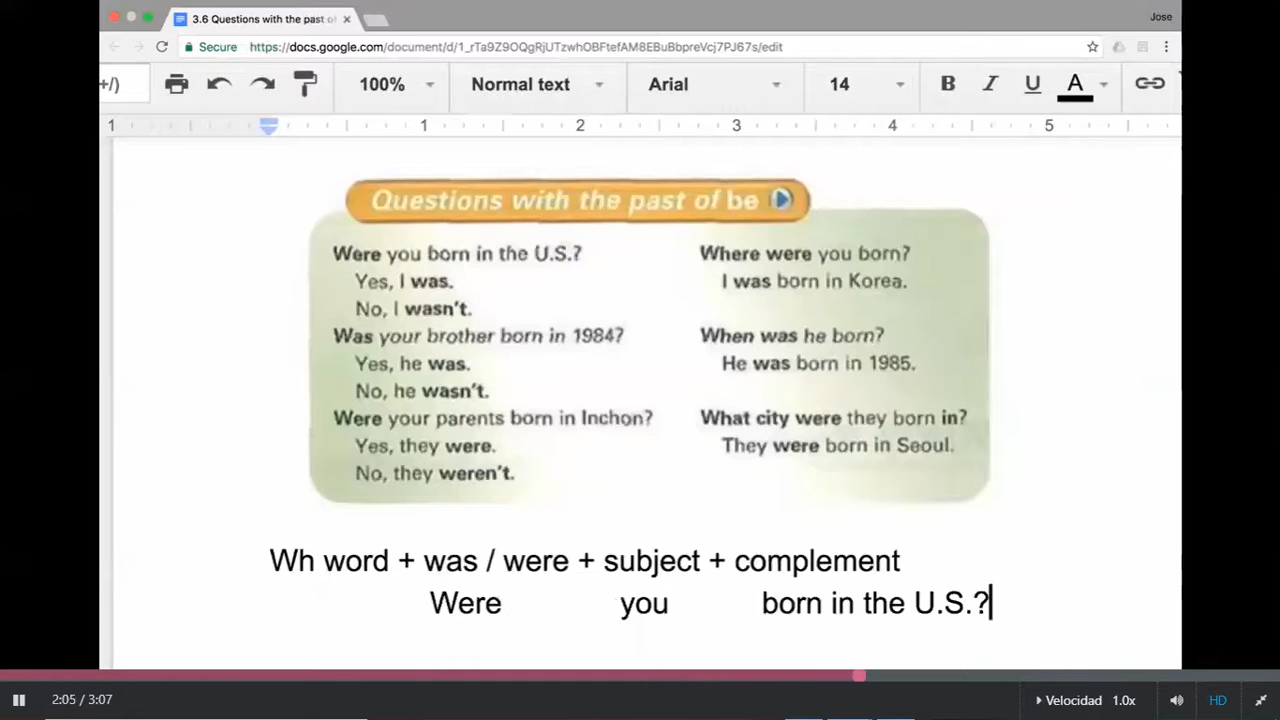 3.6 Questions with the past of
Jose
Secure
https://docs.google.com/document/d/1_rTa9Z9OQgRjUTzwhOBFtefAM8EBuBbpreVcj7PJ67s/edit
+/)
100%
Normal text
Arial
14
B
I
U
A
1 1 2 3 4 5
Questions with the past of be
Were you born in the U.S.?
Yes, I was.
No, I wasn't.
Was your brother born in 1984?
Yes, he was.
No, he wasn't.
Were your parents born in Inchon?
Yes, they were.
No, they weren't.
Where were you born?
I was born in Korea.
When was he born?
He was born in 1985.
What city were they born in?
They were born in Seoul.
Wh word + was / were + subject + complement
Were you born in the U.S.?
2:05 / 3:07
Velocidad 1.0x
HD